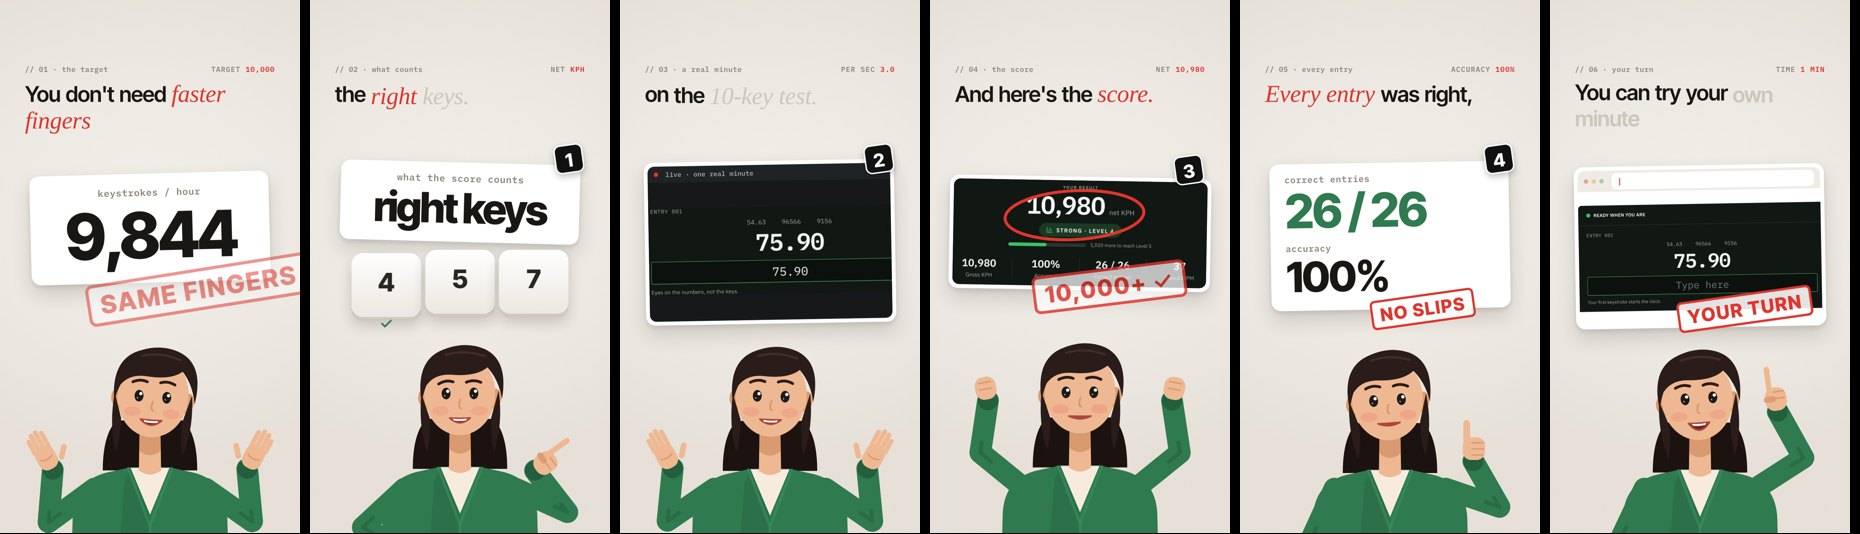 // 01 · the target
TARGET 10,000
You don't need faster
fingers
keystrokes / hour
9,844
SAME FINGERS
// 02 · what counts
NET KPH
the right keys.
1
what the score counts
right keys
4
5
7
// 03 · a real minute
PER SEC 3.0
on the 10-key test.
2
live · one real minute
ENTRY 001
54.63 96566 9156
75.90
75.90
Eyes on the numbers, not the keys.
// 04 · the score
NET 10,980
And here's the score.
3
YOUR RESULT
10,980 net KPH
STRONG · LEVEL 4
1,020 more to reach Level 5
10,980
100%
26 / 26
Gross KPH
10,000+
// 05 · every entry
ACCURACY 100%
Every entry was right,
4
correct entries
26 / 26
accuracy
100%
NO SLIPS
// 06 · your turn
TIME 1 MIN
You can try your own
minute
READY WHEN YOU ARE
ENTRY 001
54.63 96566 9156
75.90
Type here
Your first keystroke starts the clock.
YOUR TURN